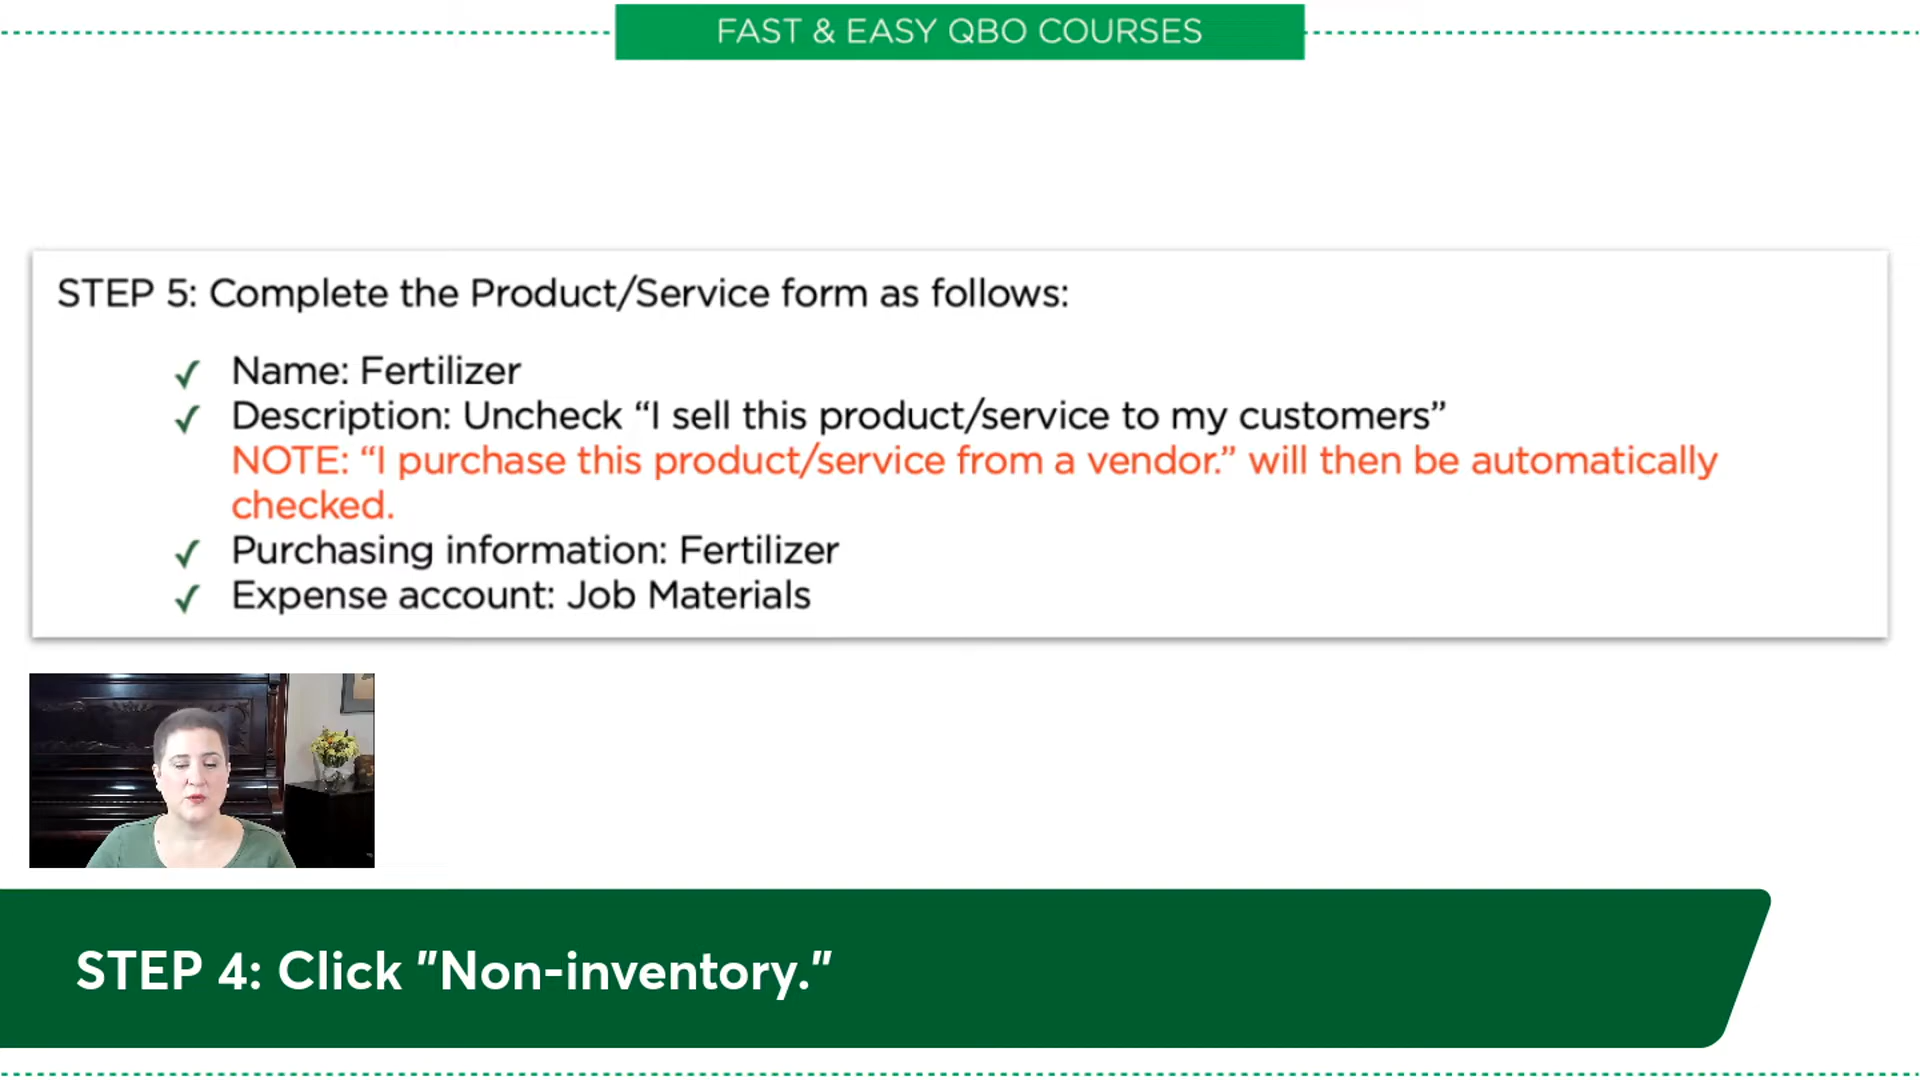 FAST & EASY QBO COURSES
STEP 5: Complete the Product/Service form as follows:
✓ Name: Fertilizer
✓ Description: Uncheck “I sell this product/service to my customers”
NOTE: “I purchase this product/service from a vendor.” will then be automatically
checked.
✓ Purchasing information: Fertilizer
✓ Expense account: Job Materials
STEP 4: Click "Non-inventory."